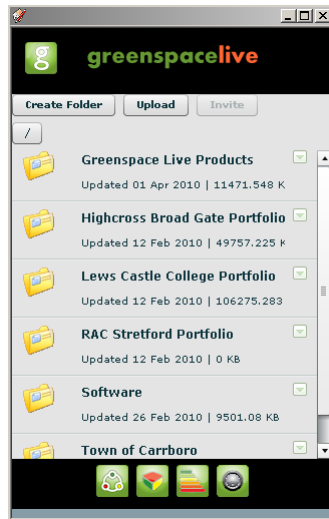 g greenspacelive
Create Folder Upload Invite
/
Greenspace Live Products
Updated 01 Apr 2010 | 11471.548 K
Highcross Broad Gate Portfolio
Updated 12 Feb 2010 | 49757.225 K
Lews Castle College Portfolio
Updated 12 Feb 2010 | 106275.283
RAC Stretford Portfolio
Updated 12 Feb 2010 | 0 KB
Software
Updated 26 Feb 2010 | 9501.08 KB
Town of Carrboro